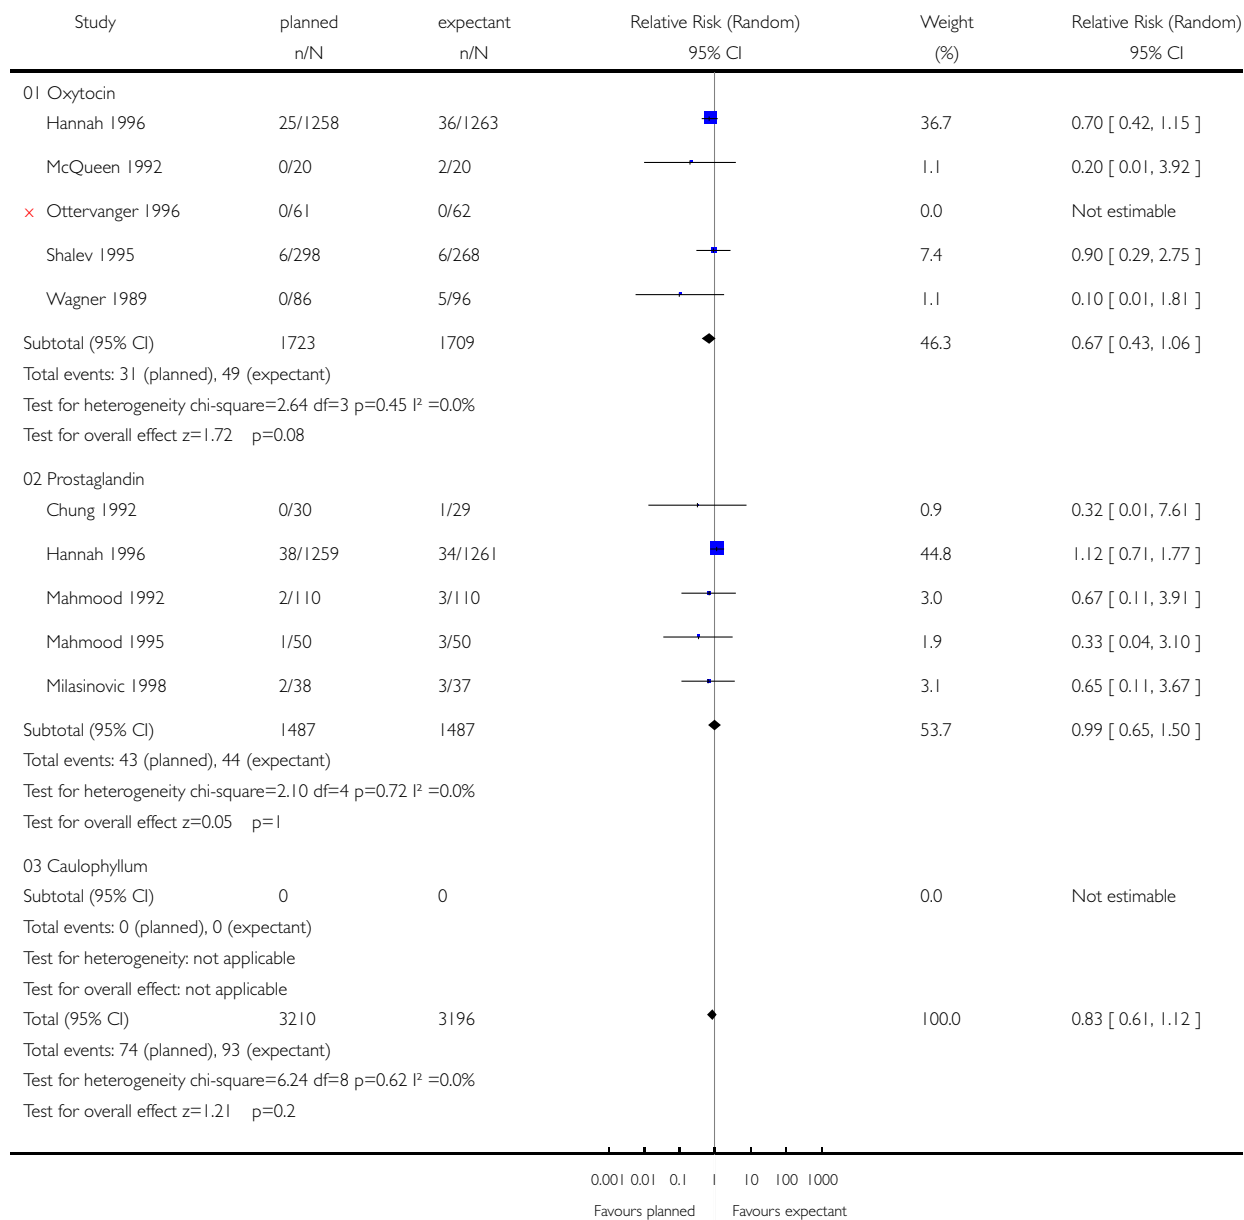 Study planned expectant Relative Risk (Random) Weight Relative Risk (Random)
n/N n/N 95% CI (%) 95% CI
01 Oxytocin
Hannah 1996 25/1258 36/1263 36.7 0.70 [ 0.42, 1.15 ]
McQueen 1992 0/20 2/20 1.1 0.20 [ 0.01, 3.92 ]
x Ottervanger 1996 0/61 0/62 0.0 Not estimable
Shalev 1995 6/298 6/268 7.4 0.90 [ 0.29, 2.75 ]
Wagner 1989 0/86 5/96 1.1 0.10 [ 0.01, 1.81 ]
Subtotal (95% CI) 1723 1709 46.3 0.67 [ 0.43, 1.06 ]
Total events: 31 (planned), 49 (expectant)
Test for heterogeneity chi-square=2.64 df=3 p=0.45 I² =0.0%
Test for overall effect z=1.72 p=0.08
02 Prostaglandin
Chung 1992 0/30 1/29 0.9 0.32 [ 0.01, 7.61 ]
Hannah 1996 38/1259 34/1261 44.8 1.12 [ 0.71, 1.77 ]
Mahmood 1992 2/110 3/110 3.0 0.67 [ 0.11, 3.91 ]
Mahmood 1995 1/50 3/50 1.9 0.33 [ 0.04, 3.10 ]
Milasinovic 1998 2/38 3/37 3.1 0.65 [ 0.11, 3.67 ]
Subtotal (95% CI) 1487 1487 53.7 0.99 [ 0.65, 1.50 ]
Total events: 43 (planned), 44 (expectant)
Test for heterogeneity chi-square=2.10 df=4 p=0.72 I² =0.0%
Test for overall effect z=0.05 p=1
03 Caulophyllum
Subtotal (95% CI) 0 0 0.0 Not estimable
Total events: 0 (planned), 0 (expectant)
Test for heterogeneity: not applicable
Test for overall effect: not applicable
Total (95% CI) 3210 3196 100.0 0.83 [ 0.61, 1.12 ]
Total events: 74 (planned), 93 (expectant)
Test for heterogeneity chi-square=6.24 df=8 p=0.62 I² =0.0%
Test for overall effect z=1.21 p=0.2
0.001 0.01 0.1 1 10 100 1000
Favours planned Favours expectant